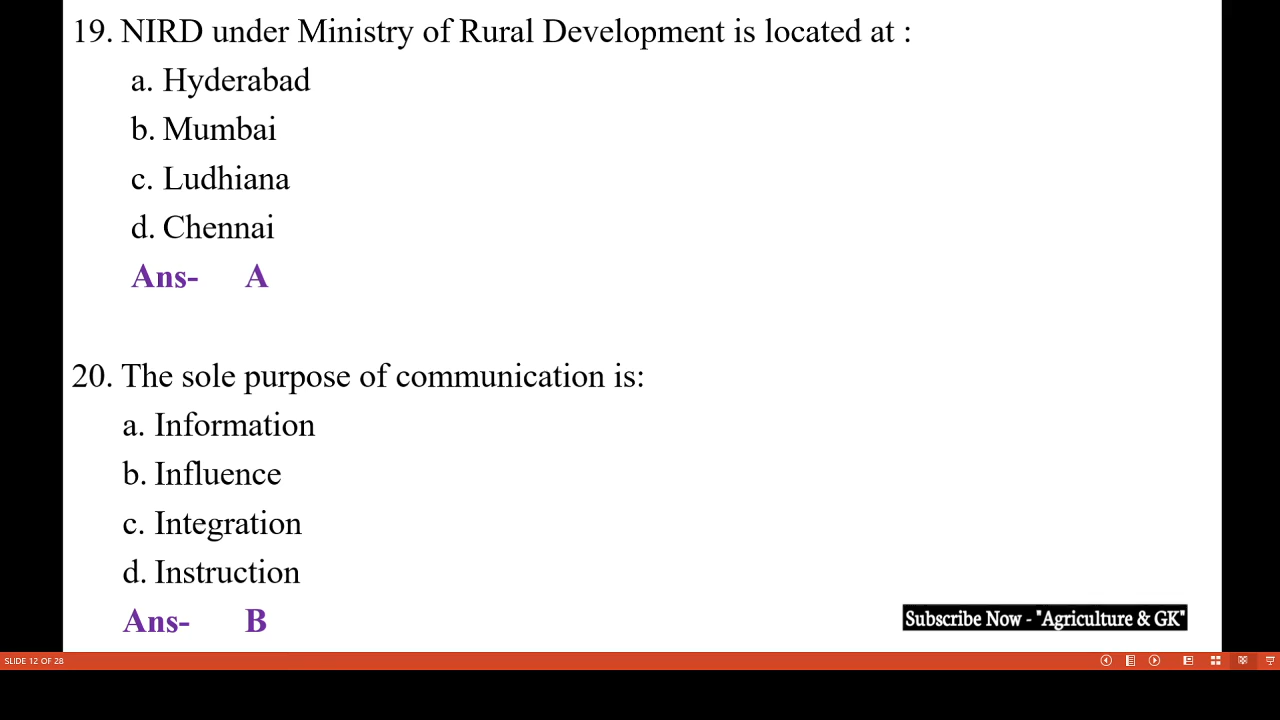 19. NIRD under Ministry of Rural Development is located at :
a. Hyderabad
b. Mumbai
c. Ludhiana
d. Chennai
Ans- A
20. The sole purpose of communication is:
a. Information
b. Influence
c. Integration
d. Instruction
Ans- B
Subscribe Now - "Agriculture & GK"
SLIDE 12 OF 28